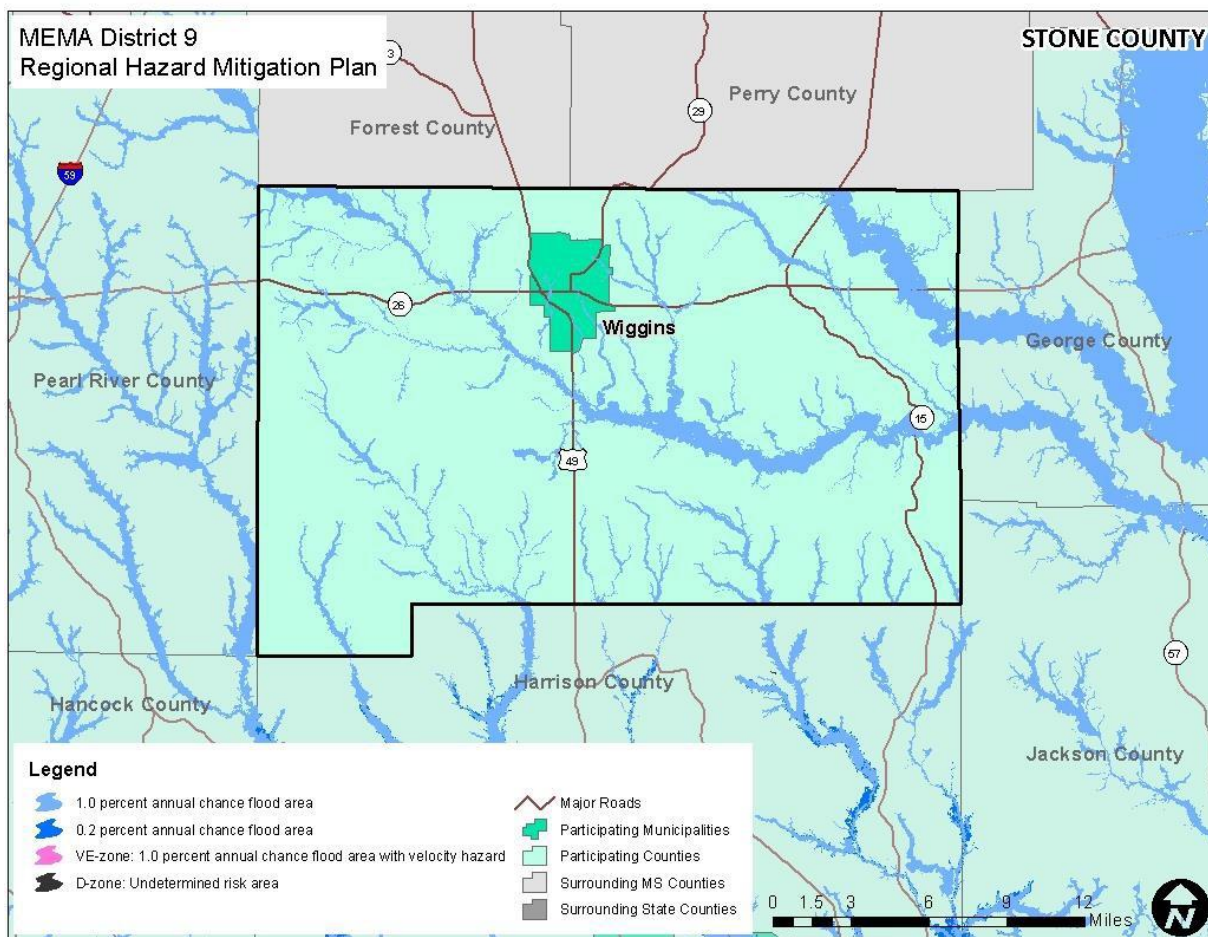 MEMA District 9
Regional Hazard Mitigation Plan
STONE COUNTY
3
Perry County
29
Forrest County
59
26
Wiggins
George County
Pearl River County
15
49
57
Harrison County
Hancock County
Jackson County
Legend
1.0 percent annual chance flood area
0.2 percent annual chance flood area
VE-zone: 1.0 percent annual chance flood area with velocity hazard
D-zone: Undetermined risk area
Major Roads
Participating Municipalities
Participating Counties
Surrounding MS Counties
Surrounding State Counties
0 1.5 3 6 9 12
Miles
N